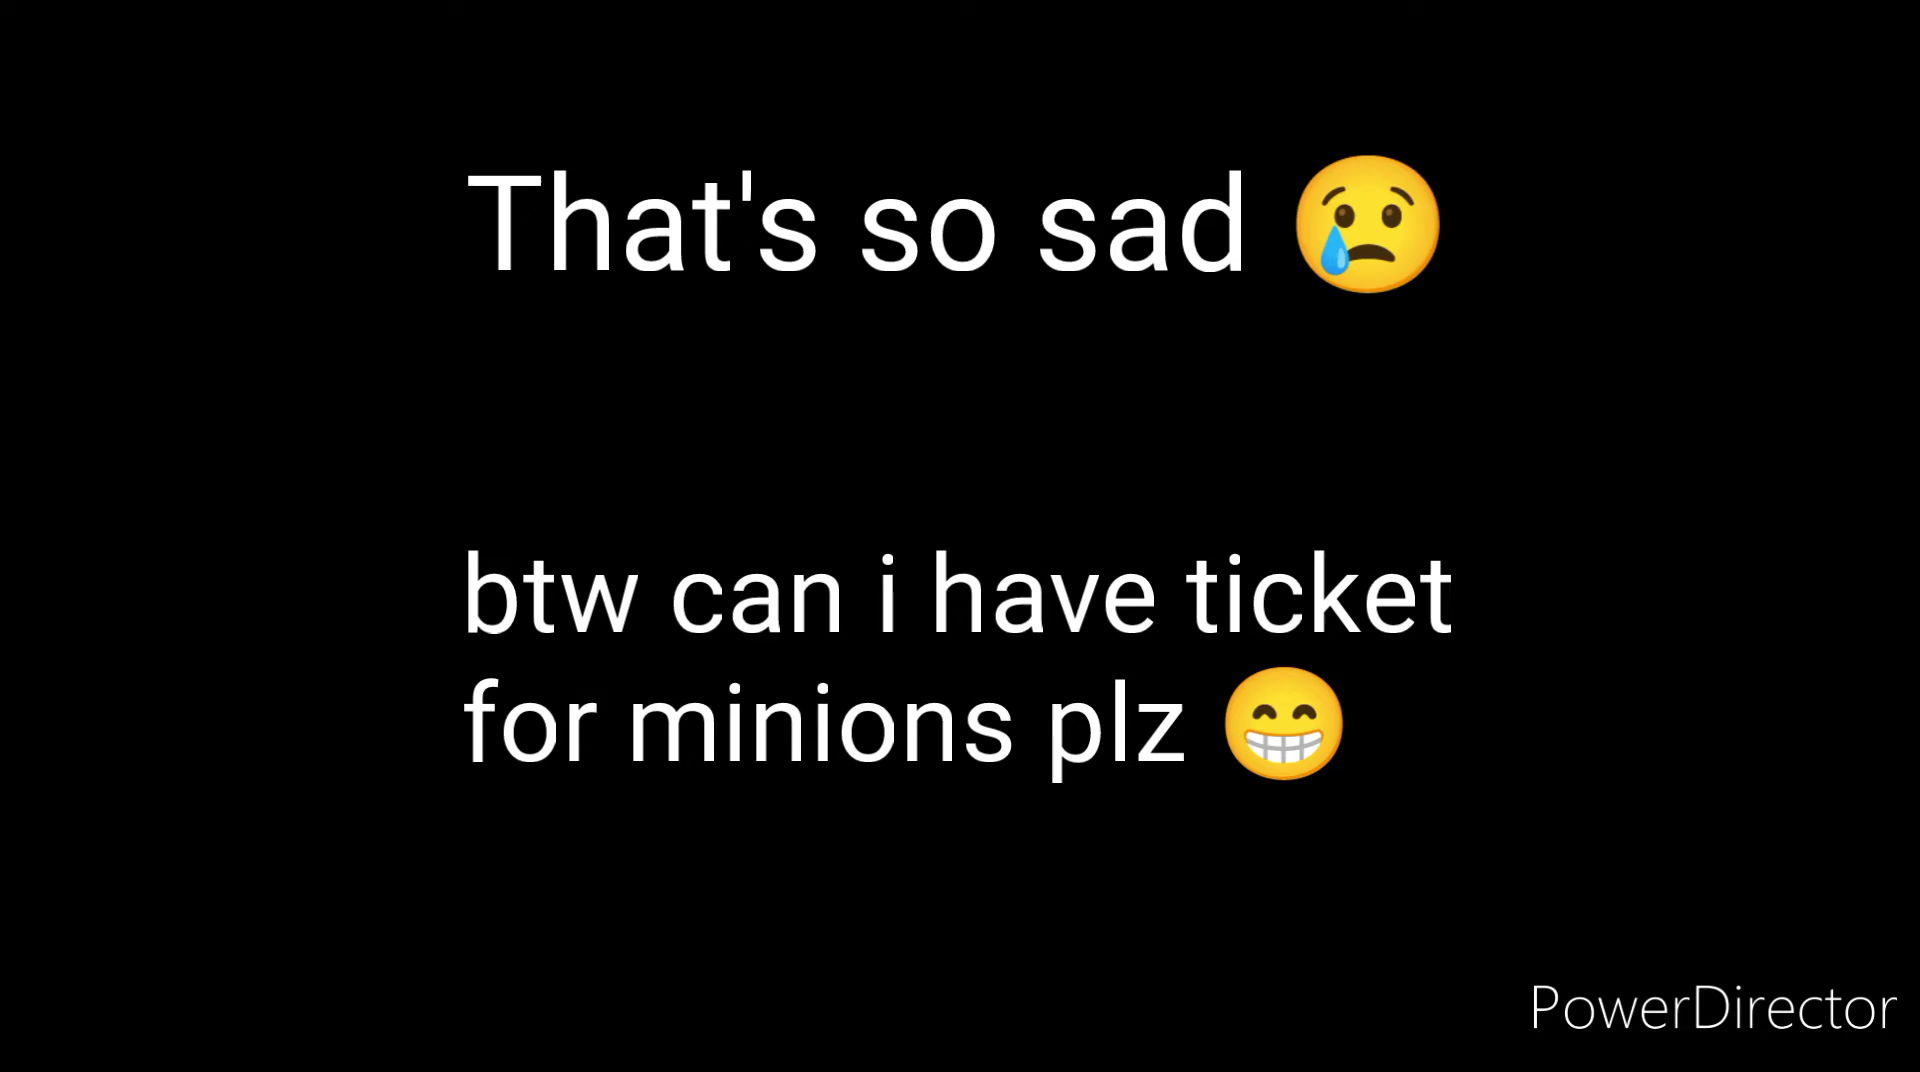 That's so sad 😢
btw can i have ticket
for minions plz 😁
PowerDirector